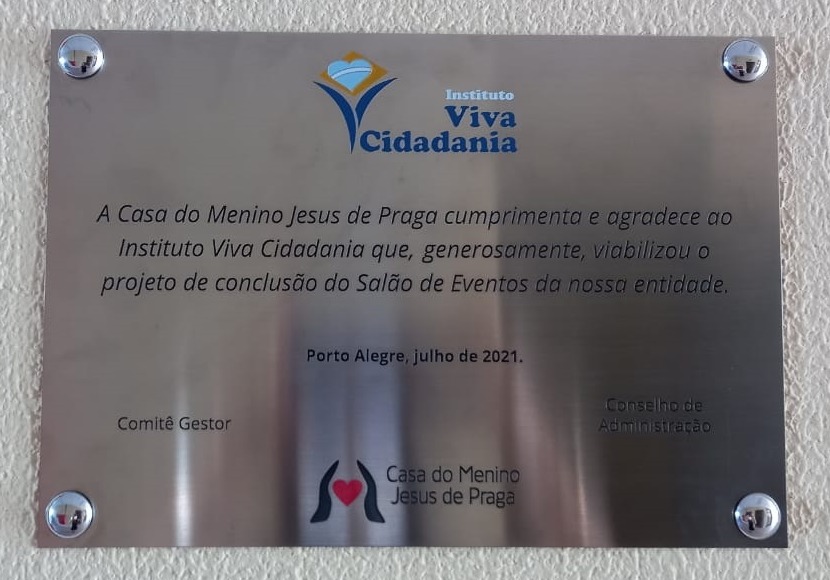 Instituto
Viva
Cidadania
A Casa do Menino Jesus de Praga cumprimenta e agradece ao
Instituto Viva Cidadania que, generosamente, viabilizou o
projeto de conclusão do Salão de Eventos da nossa entidade.
Porto Alegre, julho de 2021.
Comitê Gestor
Conselho de
Administração
Casa do Menino
Jesus de Praga